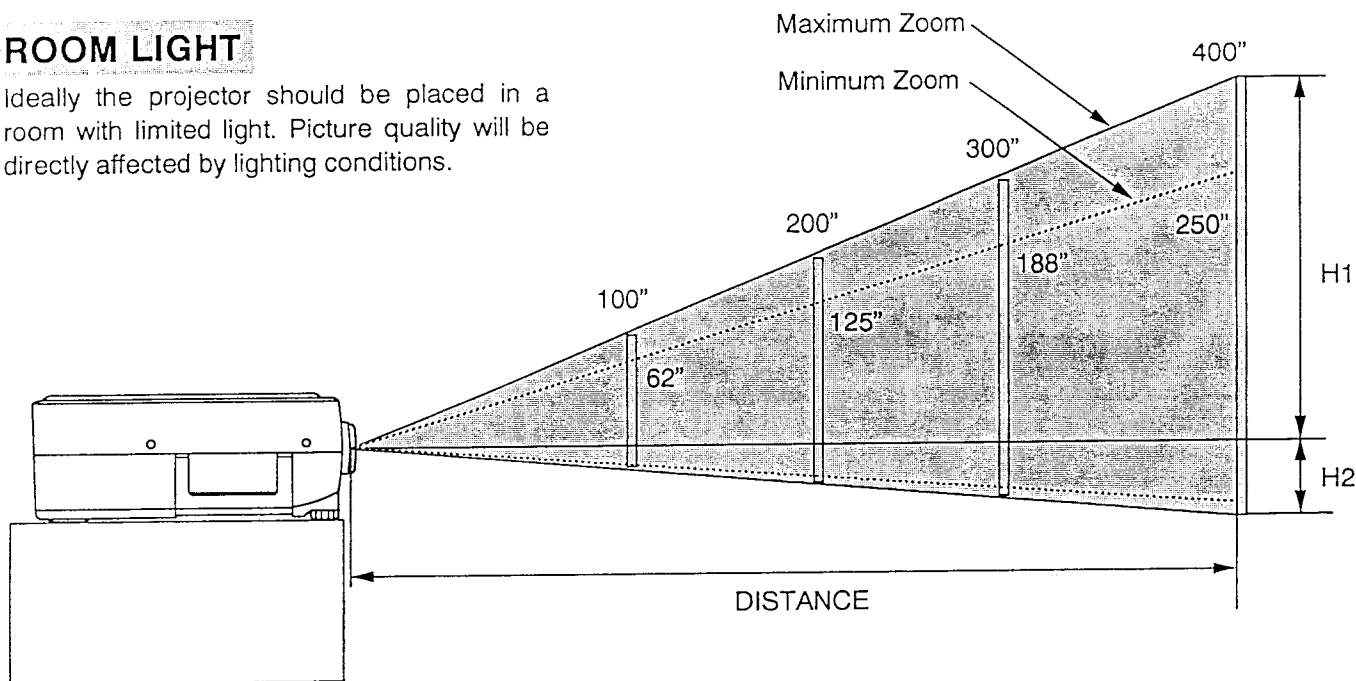 ROOM LIGHT
Ideally the projector should be placed in a
room with limited light. Picture quality will be
directly affected by lighting conditions.
Maximum Zoom
Minimum Zoom
400”
300”
200”
100”
250”
188”
125”
62”
H1
H2
DISTANCE